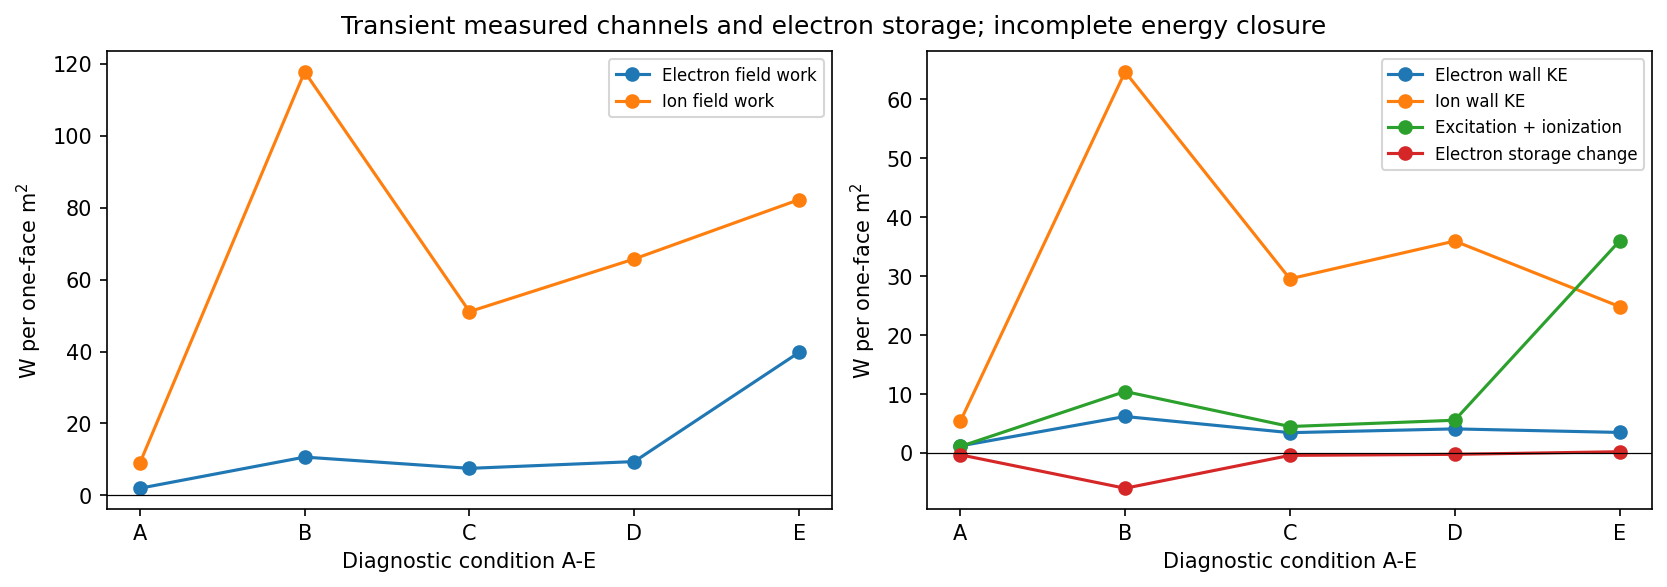 Transient measured channels and electron storage; incomplete energy closure
W per one-face m²
120
100
80
60
40
20
0
Electron field work
Ion field work
A B C D E
Diagnostic condition A-E
W per one-face m²
60
50
40
30
20
10
0
Electron wall KE
Ion wall KE
Excitation + ionization
Electron storage change
A B C D E
Diagnostic condition A-E